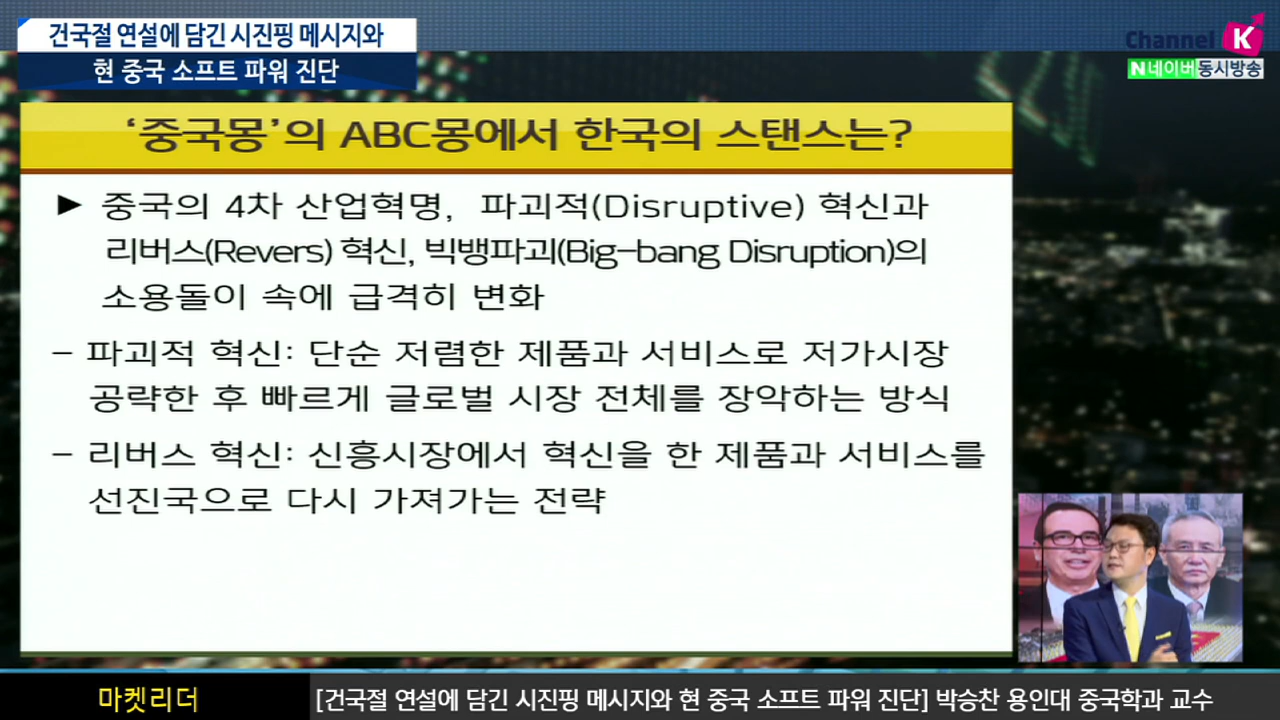 건국절 연설에 담긴 시진핑 메시지와
현 중국 소프트 파워 진단
Channel K
N 네이버 동시방송
‘중국몽’의 ABC몽에서 한국의 스탠스는?
► 중국의 4차 산업혁명, 파괴적(Disruptive) 혁신과
리버스(Revers) 혁신, 빅뱅파괴(Big-bang Disruption)의
소용돌이 속에 급격히 변화
– 파괴적 혁신: 단순 저렴한 제품과 서비스로 저가시장
공략한 후 빠르게 글로벌 시장 전체를 장악하는 방식
– 리버스 혁신: 신흥시장에서 혁신을 한 제품과 서비스를
선진국으로 다시 가져가는 전략
마켓리더
[건국절 연설에 담긴 시진핑 메시지와 현 중국 소프트 파워 진단] 박승찬 용인대 중국학과 교수